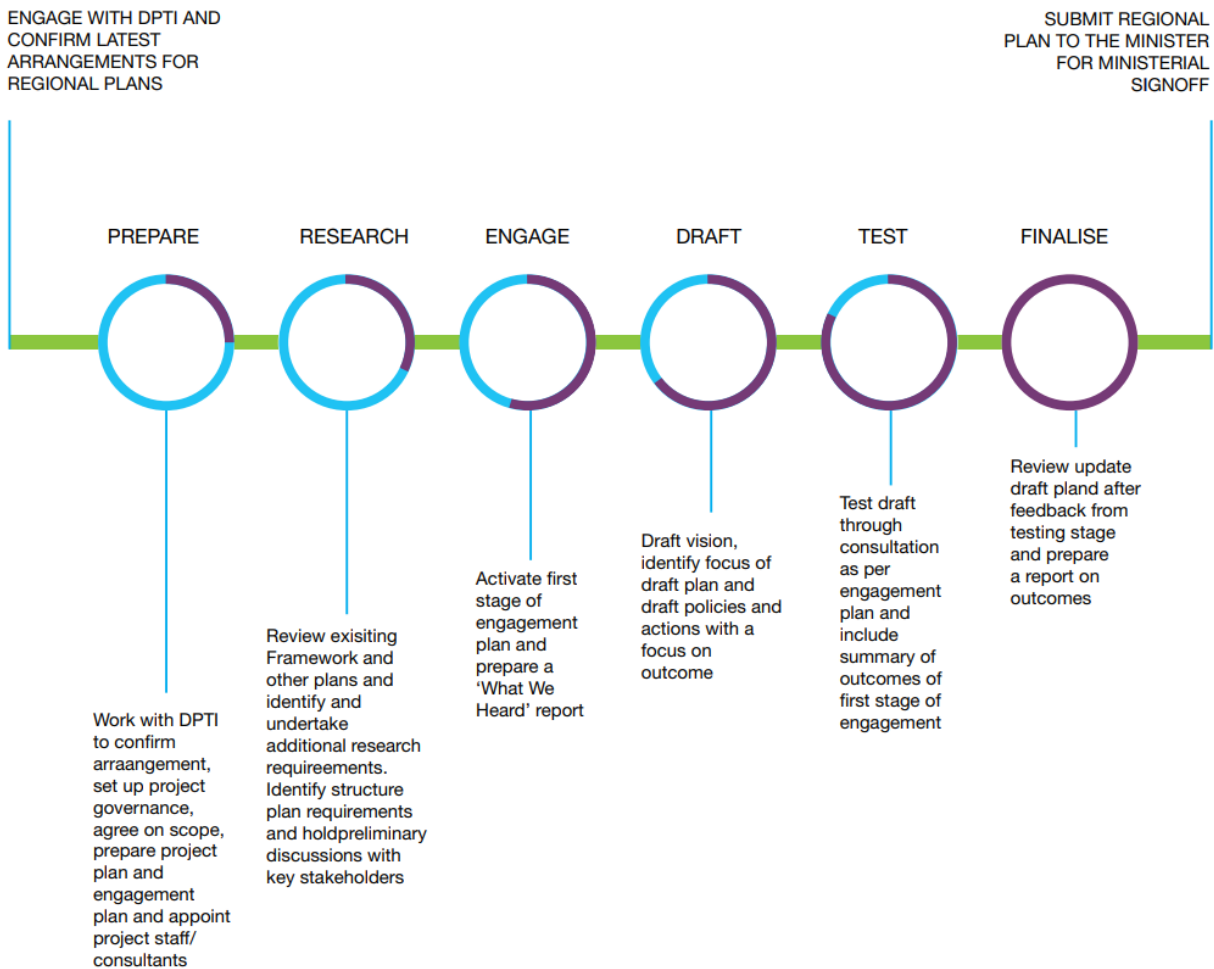 ENGAGE WITH DPTI AND
CONFIRM LATEST
ARRANGEMENTS FOR
REGIONAL PLANS
SUBMIT REGIONAL
PLAN TO THE MINISTER
FOR MINISTERIAL
SIGNOFF
PREPARE
RESEARCH
ENGAGE
DRAFT
TEST
FINALISE
Work with DPTI
to confirm
arraangement,
set up project
governance,
agree on scope,
prepare project
plan and
engagement
plan and appoint
project staff/
consultants
Review exisiting
Framework and
other plans and
identify and
undertake
additional research
requireements.
Identify structure
plan requirements
and holdpreliminary
discussions with
key stakeholders
Activate first
stage of
engagement
plan and
prepare a
‘What We
Heard’ report
Draft vision,
identify focus of
draft plan and
draft policies and
actions with a
focus on
outcome
Test draft
through
consultation
as per
engagement
plan and
include
summary of
outcomes of
first stage of
engagement
Review update
draft pland after
feedback from
testing stage
and prepare
a report on
outcomes